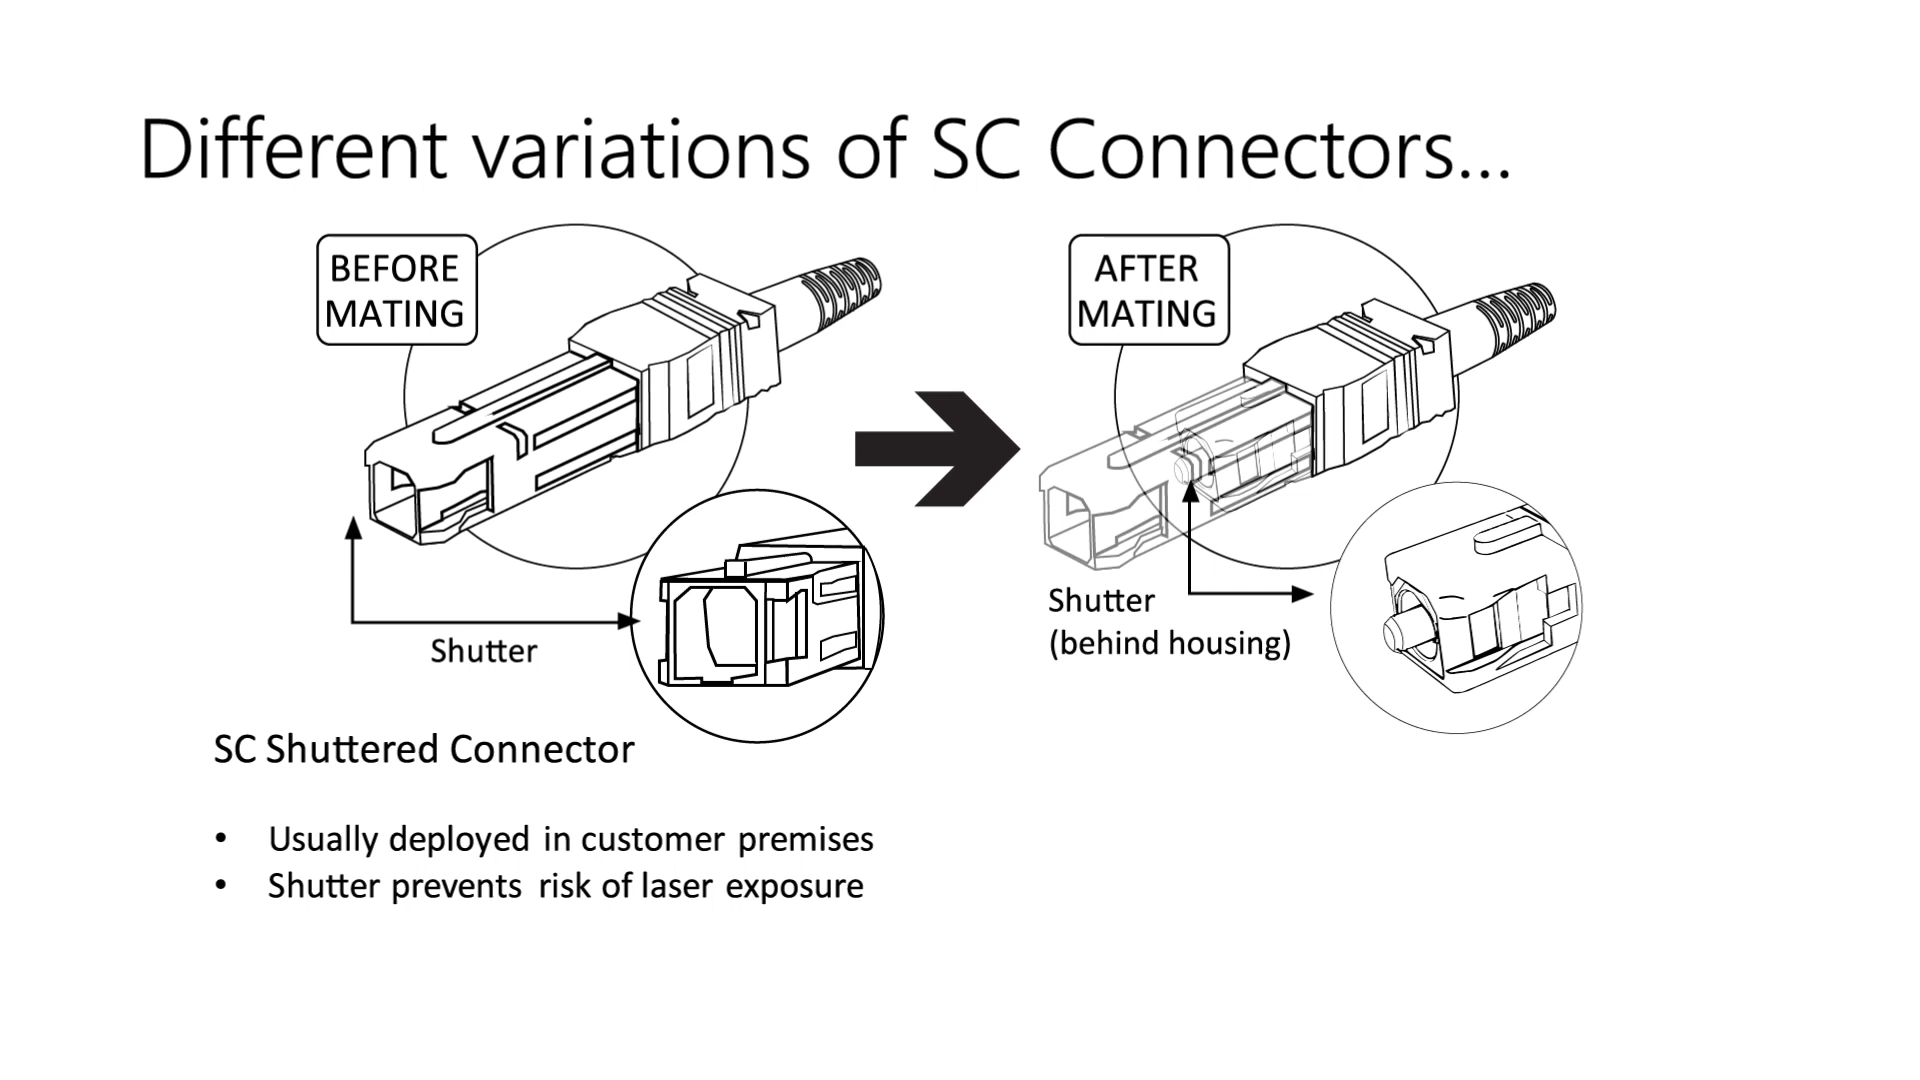 Different variations of SC Connectors...
BEFORE
MATING
AFTER
MATING
Shutter
Shutter
(behind housing)
SC Shuttered Connector
• Usually deployed in customer premises
• Shutter prevents risk of laser exposure